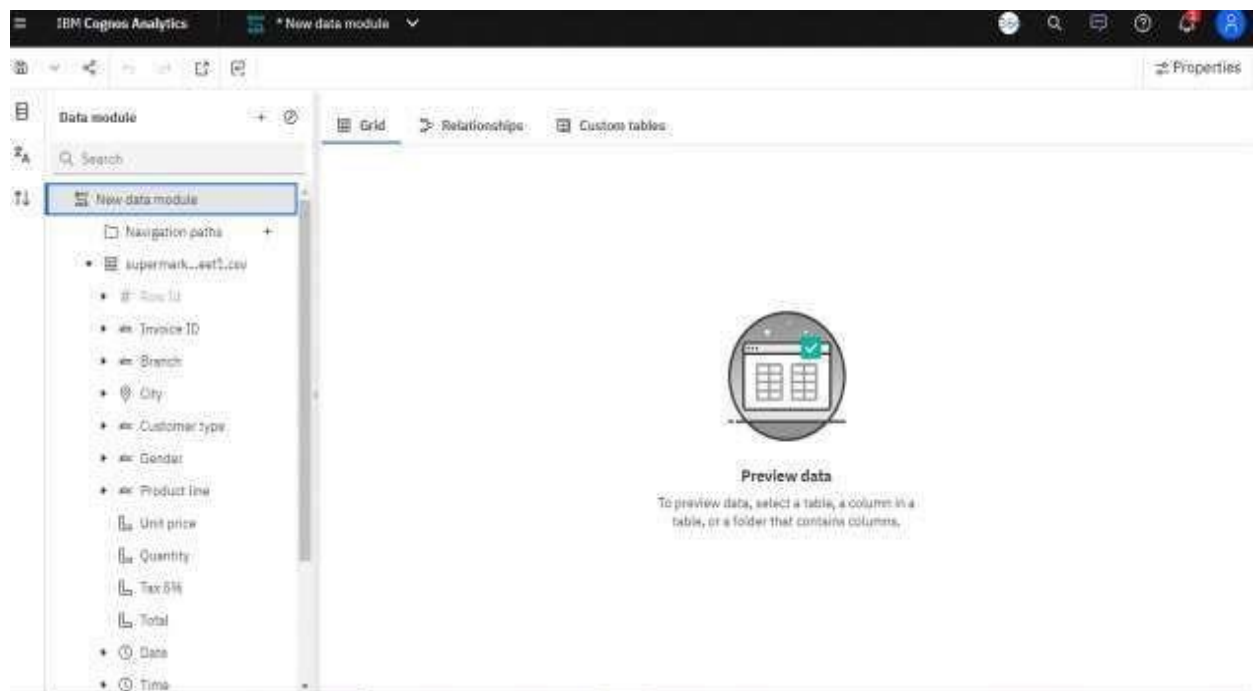 IBM Cognos Analytics
* New data module
Properties
Data module
Grid
Relationships
Custom tables
Search
New data module
Navigation paths
supermark...eet1.csv
Row Id
Invoice ID
Branch
City
Customer type
Gender
Product line
Unit price
Quantity
Tax 5%
Total
Date
Time
Preview data
To preview data, select a table, a column in a
table, or a folder that contains columns.